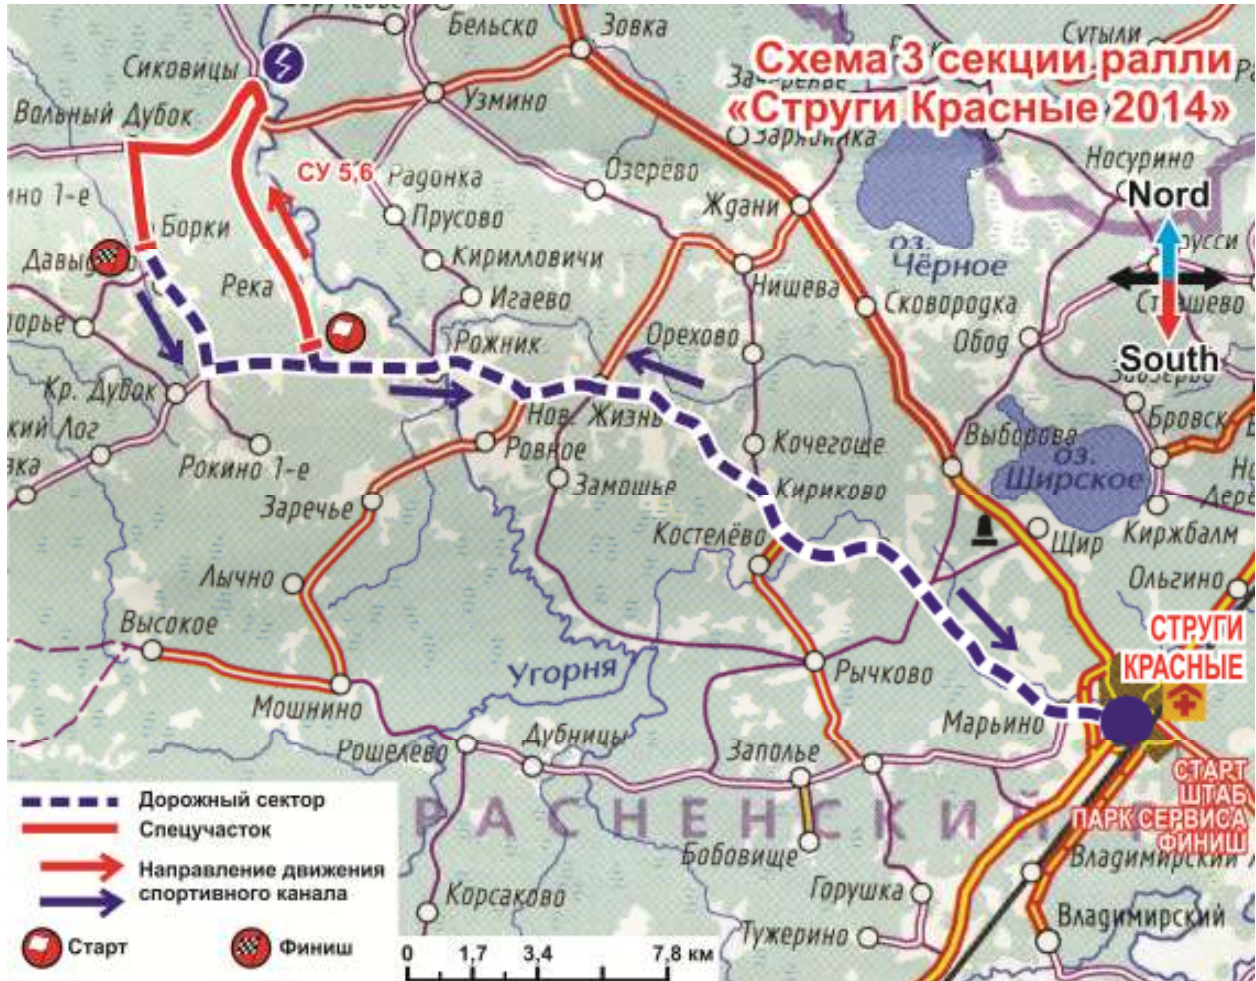 Бельско
Зовка
Сутыли
Схема 3 секции ралли
«Струги Красные 2014»
Сиковицы
Узмино
Вольный Дубок
Носурино
СУ 5,6
Радонка
Озерёво
Nord
Ждани
Прусово
Борки
оз.
Чёрное
Кирилловичи
Река
Нишева
Игаево
Сковородка
Орехово
Обод
Рожник
South
Кр. Дубок
Нов. Жизнь
Бровск
Рокино 1-е
Ровное
Кочегоще
Выборова
оз.
Ширское
Замошье
Кириково
Заречье
Костелёво
Щир
Киржбалм
Лычно
Ольгино
Высокое
СТРУГИ
КРАСНЫЕ
Угорня
Рычково
Мошнино
Марьино
Рошелёво
Дубницы
Заполье
СТАРТ
ШТАБ
ПАРК СЕРВИСА
ФИНИШ
РАСНЕНСКИЙ
Бобовище
Владимирский
Горушка
Корсаково
Владимирский
Тужерино
Дорожный сектор
Спецучасток
Направление движения
спортивного канала
Старт
Финиш
0 1,7 3,4 7,8 км